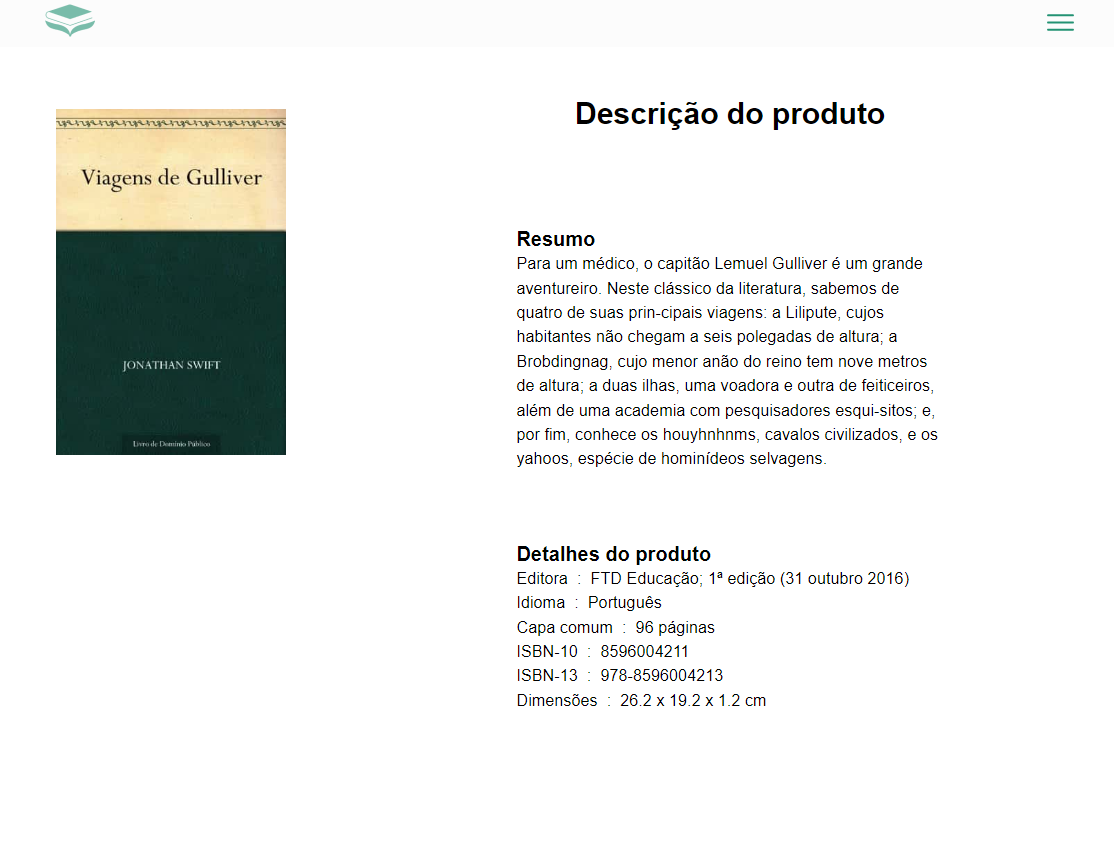 Viagens de Gulliver
JONATHAN SWIFT
Livro de Domínio Público
Descrição do produto
Resumo
Para um médico, o capitão Lemuel Gulliver é um grande
aventureiro. Neste clássico da literatura, sabemos de
quatro de suas prin-cipais viagens: a Lilipute, cujos
habitantes não chegam a seis polegadas de altura; a
Brobdingnag, cujo menor anão do reino tem nove metros
de altura; a duas ilhas, uma voadora e outra de feiticeiros,
além de uma academia com pesquisadores esqui-sitos; e,
por fim, conhece os houyhnhnms, cavalos civilizados, e os
yahoos, espécie de hominídeos selvagens.
Detalhes do produto
Editora : FTD Educação; 1ª edição (31 outubro 2016)
Idioma : Português
Capa comum : 96 páginas
ISBN-10 : 8596004211
ISBN-13 : 978-8596004213
Dimensões : 26.2 x 19.2 x 1.2 cm